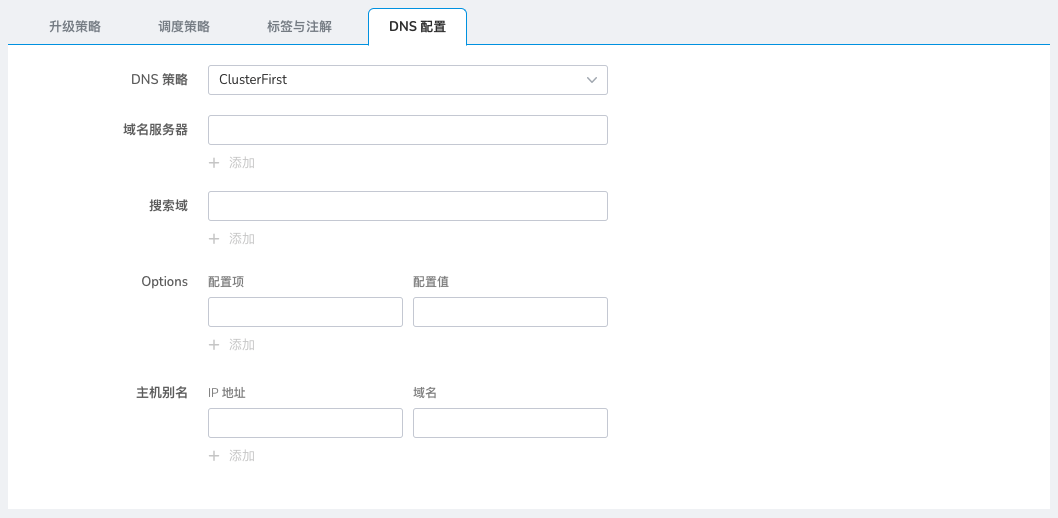 升级策略 调度策略 标签与注解 DNS 配置
DNS 策略 ClusterFirst
域名服务器
+ 添加
搜索域
+ 添加
Options 配置项 配置值
+ 添加
主机别名 IP 地址 域名
+ 添加